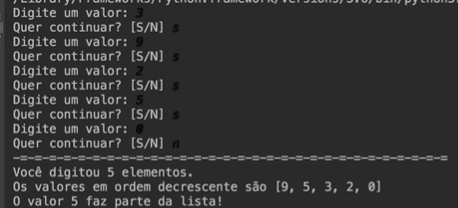 Digite um valor: 3
Quer continuar? [S/N] s
Digite um valor: 9
Quer continuar? [S/N] s
Digite um valor: 2
Quer continuar? [S/N] s
Digite um valor: 5
Quer continuar? [S/N] s
Digite um valor: 0
Quer continuar? [S/N] n
-=-=-=-=-=-=-=-=-=-=-=-=-=-=-=-=-=-=-=-=-=-=-=-=-=-=-=-=-=-=
Você digitou 5 elementos.
Os valores em ordem decrescente são [9, 5, 3, 2, 0]
O valor 5 faz parte da lista!